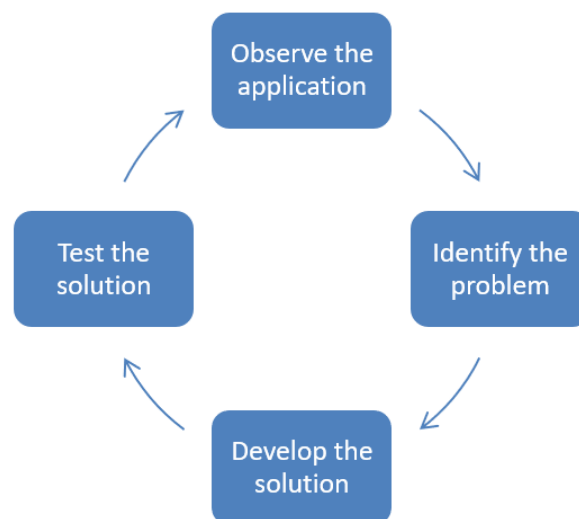 Observe the
application
Identify the
problem
Develop the
solution
Test the
solution